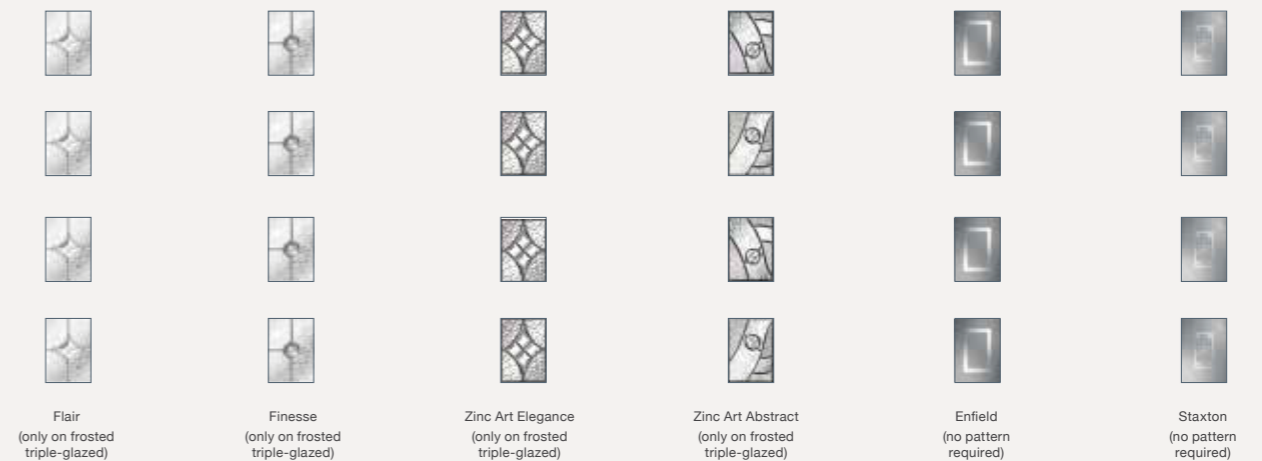 Flair
(only on frosted
triple-glazed)
Finesse
(only on frosted
triple-glazed)
Zinc Art Elegance
(only on frosted
triple-glazed)
Zinc Art Abstract
(only on frosted
triple-glazed)
Enfield
(no pattern
required)
Staxton
(no pattern
required)